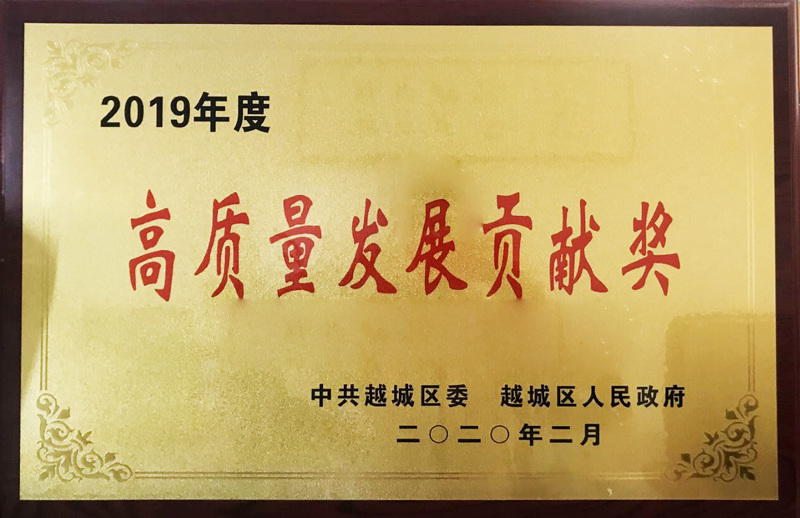 2019年度
高质量发展贡献奖
中共越城区委 越城区人民政府
二〇二〇年二月